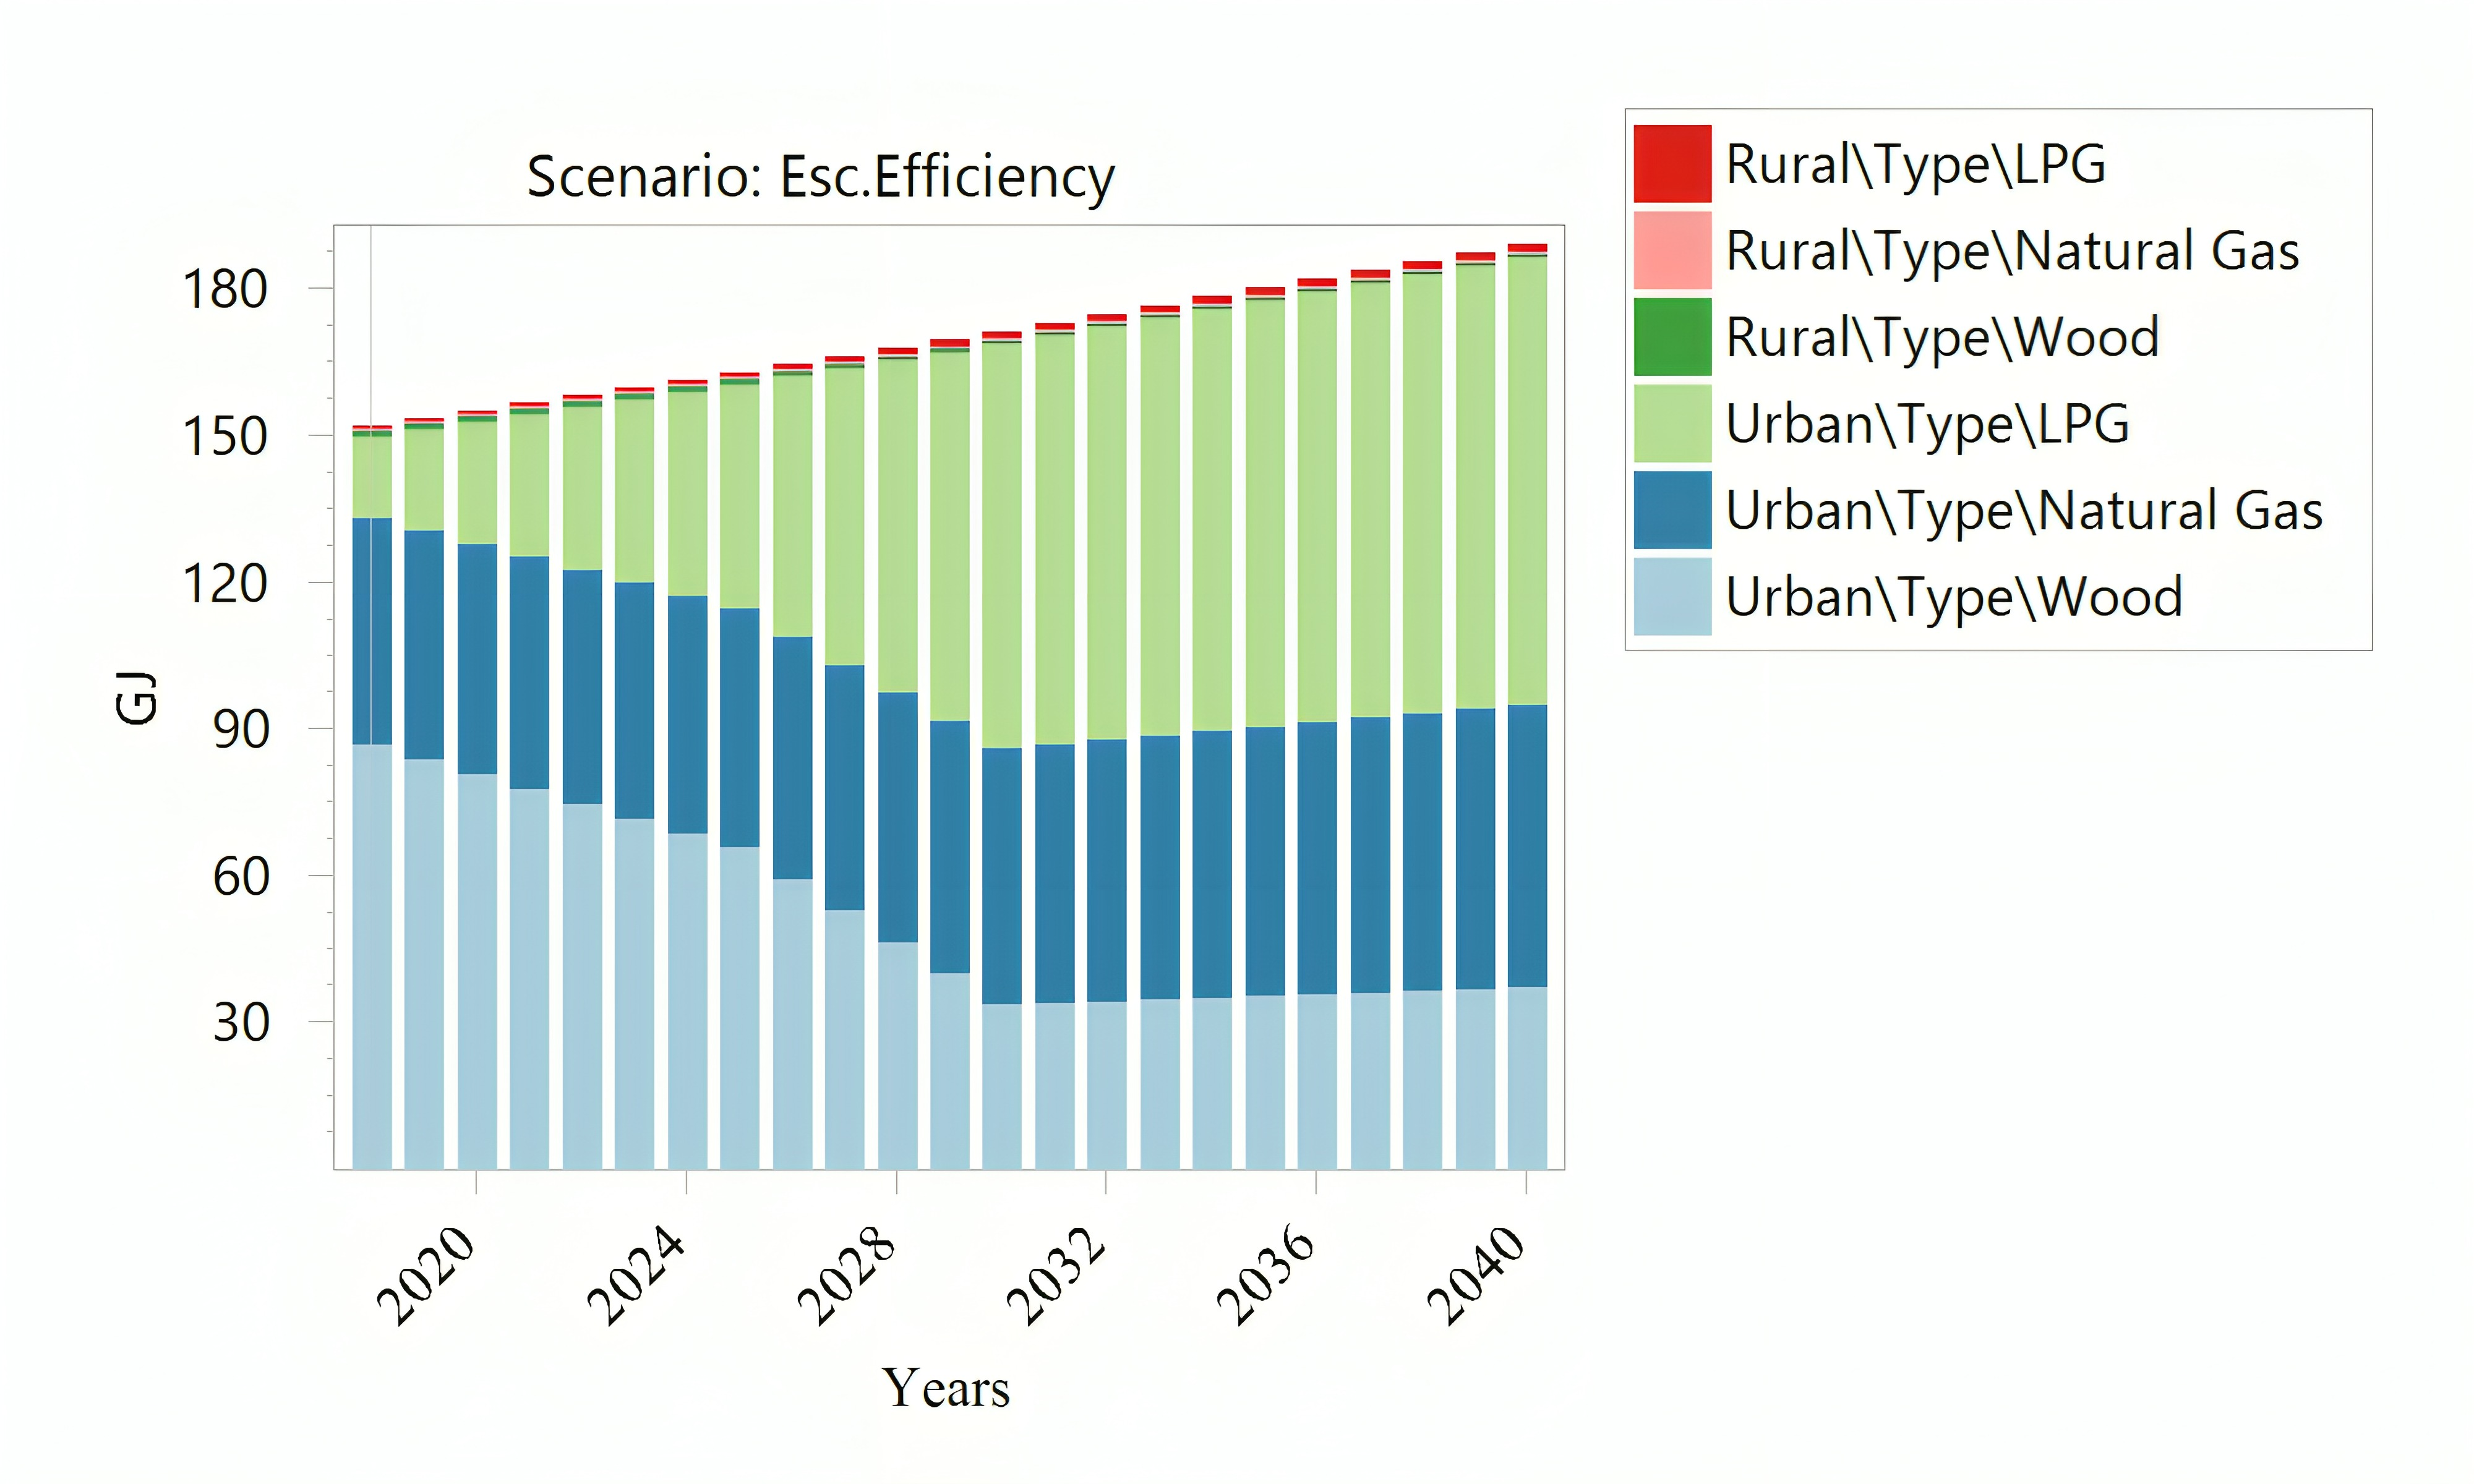 Scenario: Esc.Efficiency
GJ
180
150
120
90
60
30
2020
2024
2028
2032
2036
2040
Years
Rural\Type\LPG
Rural\Type\Natural Gas
Rural\Type\Wood
Urban\Type\LPG
Urban\Type\Natural Gas
Urban\Type\Wood